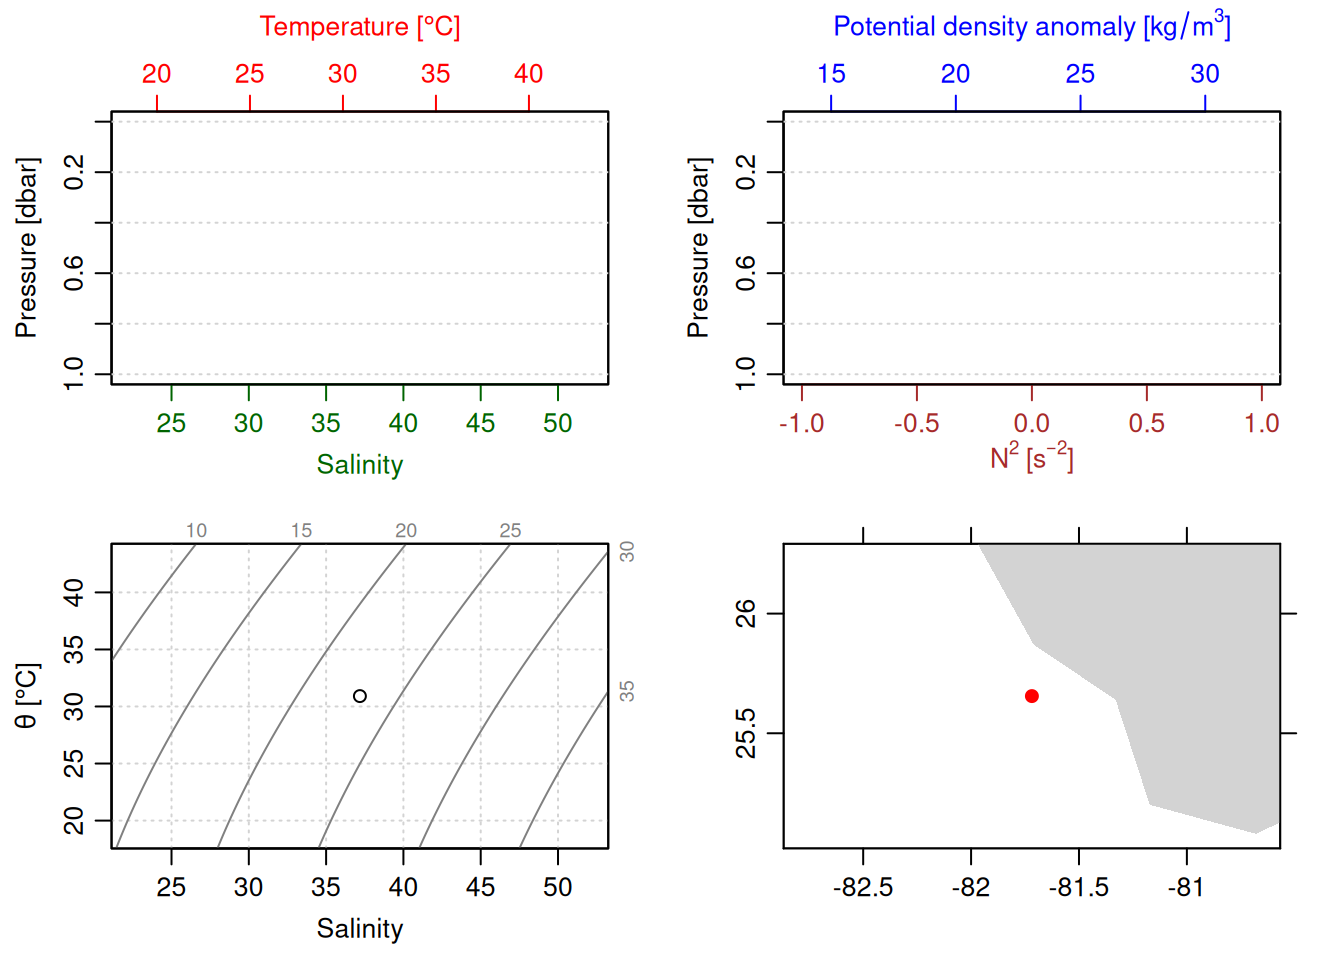 Temperature [°C]
20 25 30 35 40
Pressure [dbar]
0.2
0.6
1.0
25 30 35 40 45 50
Salinity
Potential density anomaly [kg/m³]
15 20 25 30
Pressure [dbar]
0.2
0.6
1.0
-1.0 -0.5 0.0 0.5 1.0
N² [s⁻²]
10 15 20 25
30
35
θ [°C]
40
35
30
25
20
25 30 35 40 45 50
Salinity
26
25.5
-82.5 -82 -81.5 -81